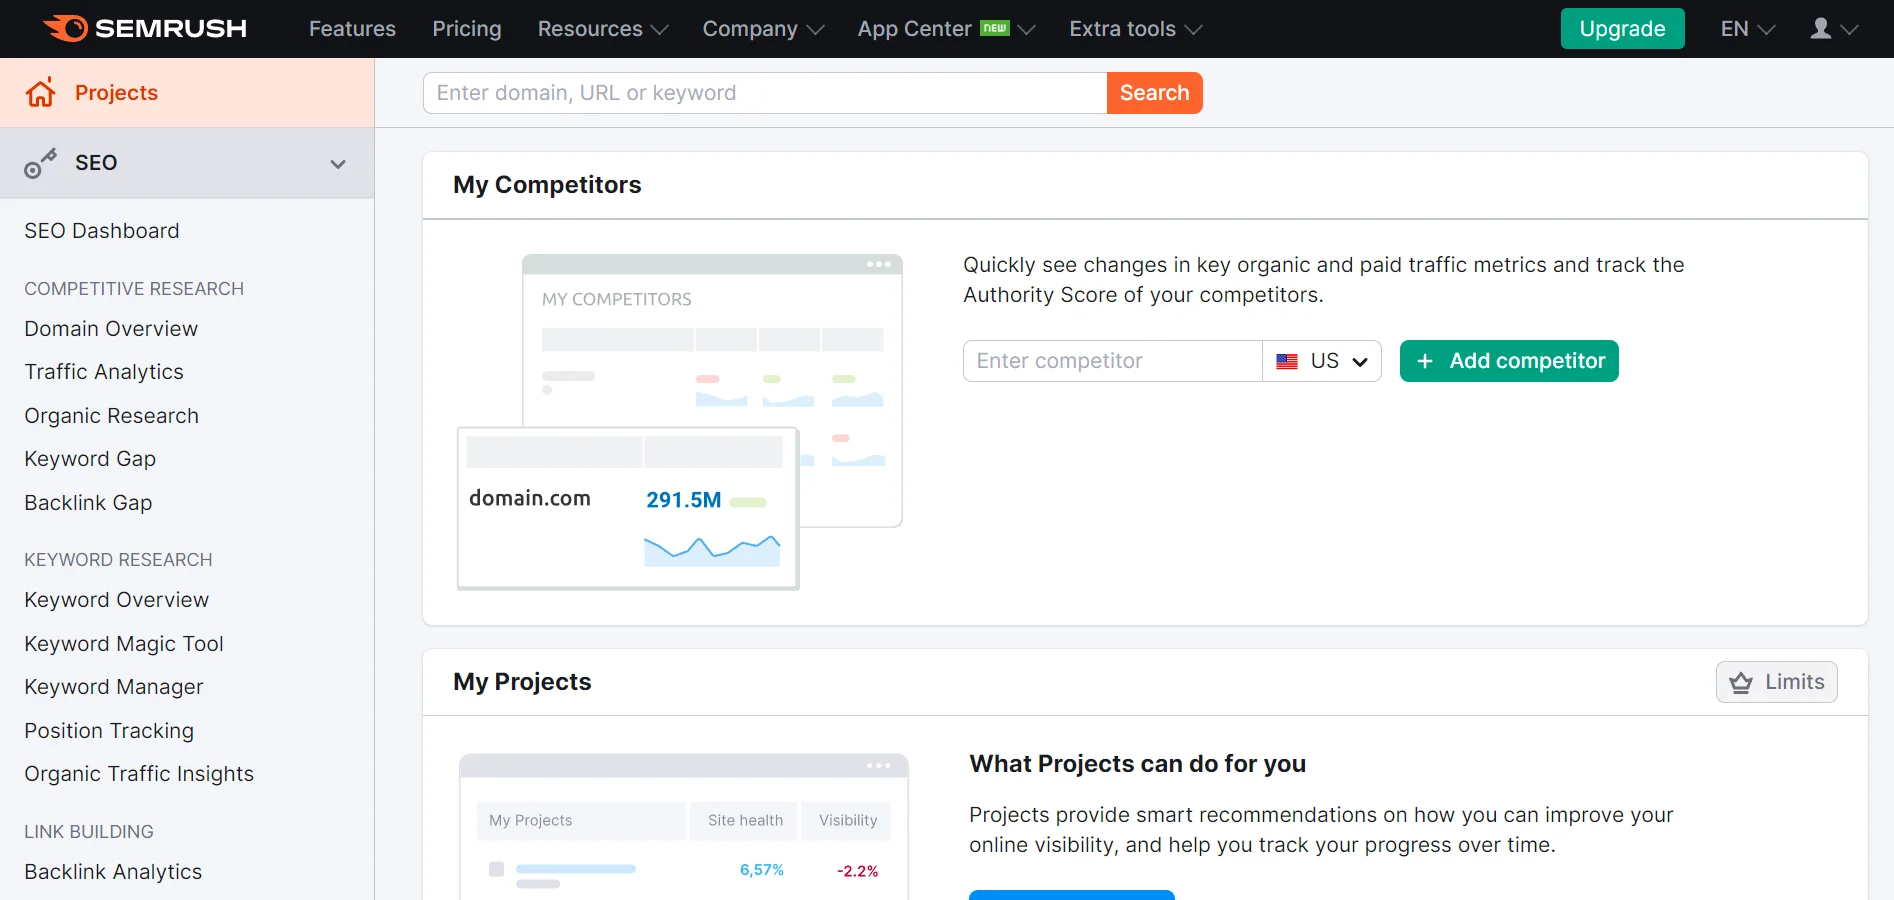 SEMRUSH Features Pricing Resources Company App Center NEW Extra tools Upgrade EN
Projects
Enter domain, URL or keyword Search
SEO
SEO Dashboard
COMPETITIVE RESEARCH
Domain Overview
Traffic Analytics
Organic Research
Keyword Gap
Backlink Gap
KEYWORD RESEARCH
Keyword Overview
Keyword Magic Tool
Keyword Manager
Position Tracking
Organic Traffic Insights
LINK BUILDING
Backlink Analytics
My Competitors
MY COMPETITORS
domain.com 291.5M
Quickly see changes in key organic and paid traffic metrics and track the
Authority Score of your competitors.
Enter competitor US + Add competitor
My Projects Limits
My Projects Site health Visibility
6,57% -2.2%
What Projects can do for you
Projects provide smart recommendations on how you can improve your
online visibility, and help you track your progress over time.